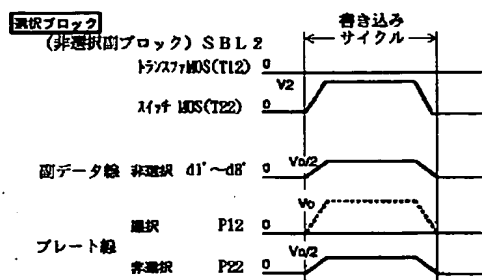 選択ブロック
書き込み
サイクル
(非選択副ブロック) SBL2
トランスファMOS(T12) 0
V2
スイッチ MOS(T22) 0
V0/2
副データ線 非選択 d1'~d8' 0
V0
選択 P12 0
プレート線
V0/2
非選択 P22 0